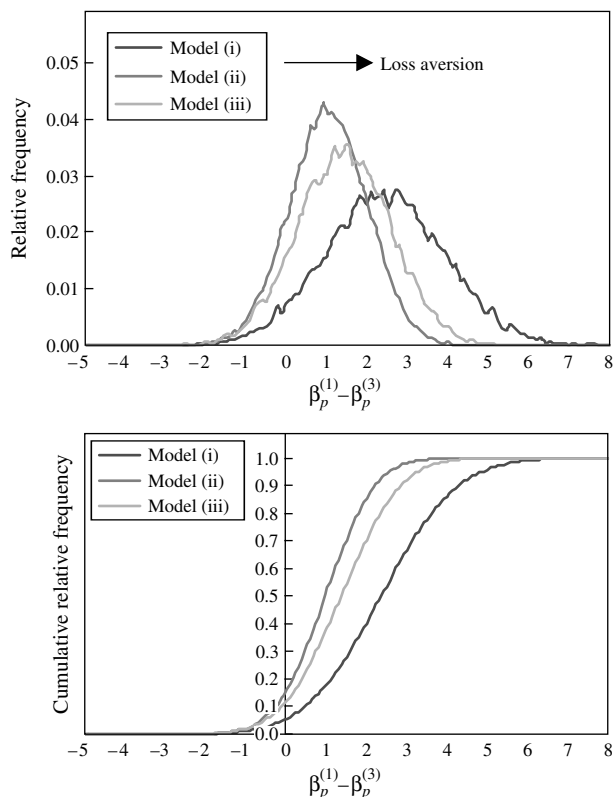 0.05
0.04
0.03
0.02
0.01
0.00
Relative frequency
Model (i)
Model (ii)
Model (iii)
Loss aversion
−5 −4 −3 −2 −1 0 1 2 3 4 5 6 7 8
β_p^(1)−β_p^(3)
Cumulative relative frequency
Model (i)
Model (ii)
Model (iii)
1.0
0.9
0.8
0.7
0.6
0.5
0.4
0.3
0.2
0.1
0.0
−5 −4 −3 −2 −1 0 1 2 3 4 5 6 7 8
β_p^(1)−β_p^(3)